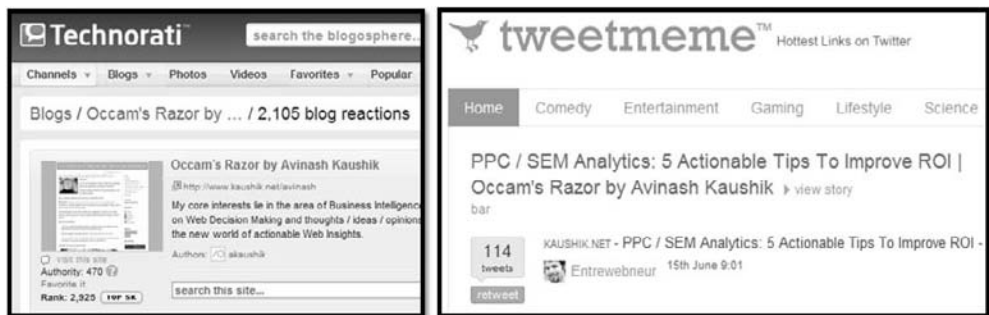 Technorati™
search the blogosphere..
Channels Blogs Photos Videos Favorites Popular
Blogs / Occam's Razor by ... / 2,105 blog reactions
Occam's Razor by Avinash Kaushik
http://www.kaushik.net/avinash
My core interests lie in the area of Business Intelligence
on Web Decision Making and thoughts / ideas / opinions
the new world of actionable Web Insights.
Authors: akaushik
visit this site
Authority: 470
Favorite it
Rank: 2,925 TOP 5K
search this site...
tweetmeme™ Hottest Links on Twitter
Home Comedy Entertainment Gaming Lifestyle Science
PPC / SEM Analytics: 5 Actionable Tips To Improve ROI |
Occam's Razor by Avinash Kaushik view story
bar
114
tweets
retweet
KAUSHIK.NET - PPC / SEM Analytics: 5 Actionable Tips To Improve ROI -
Entrewebneur 15th June 9:01